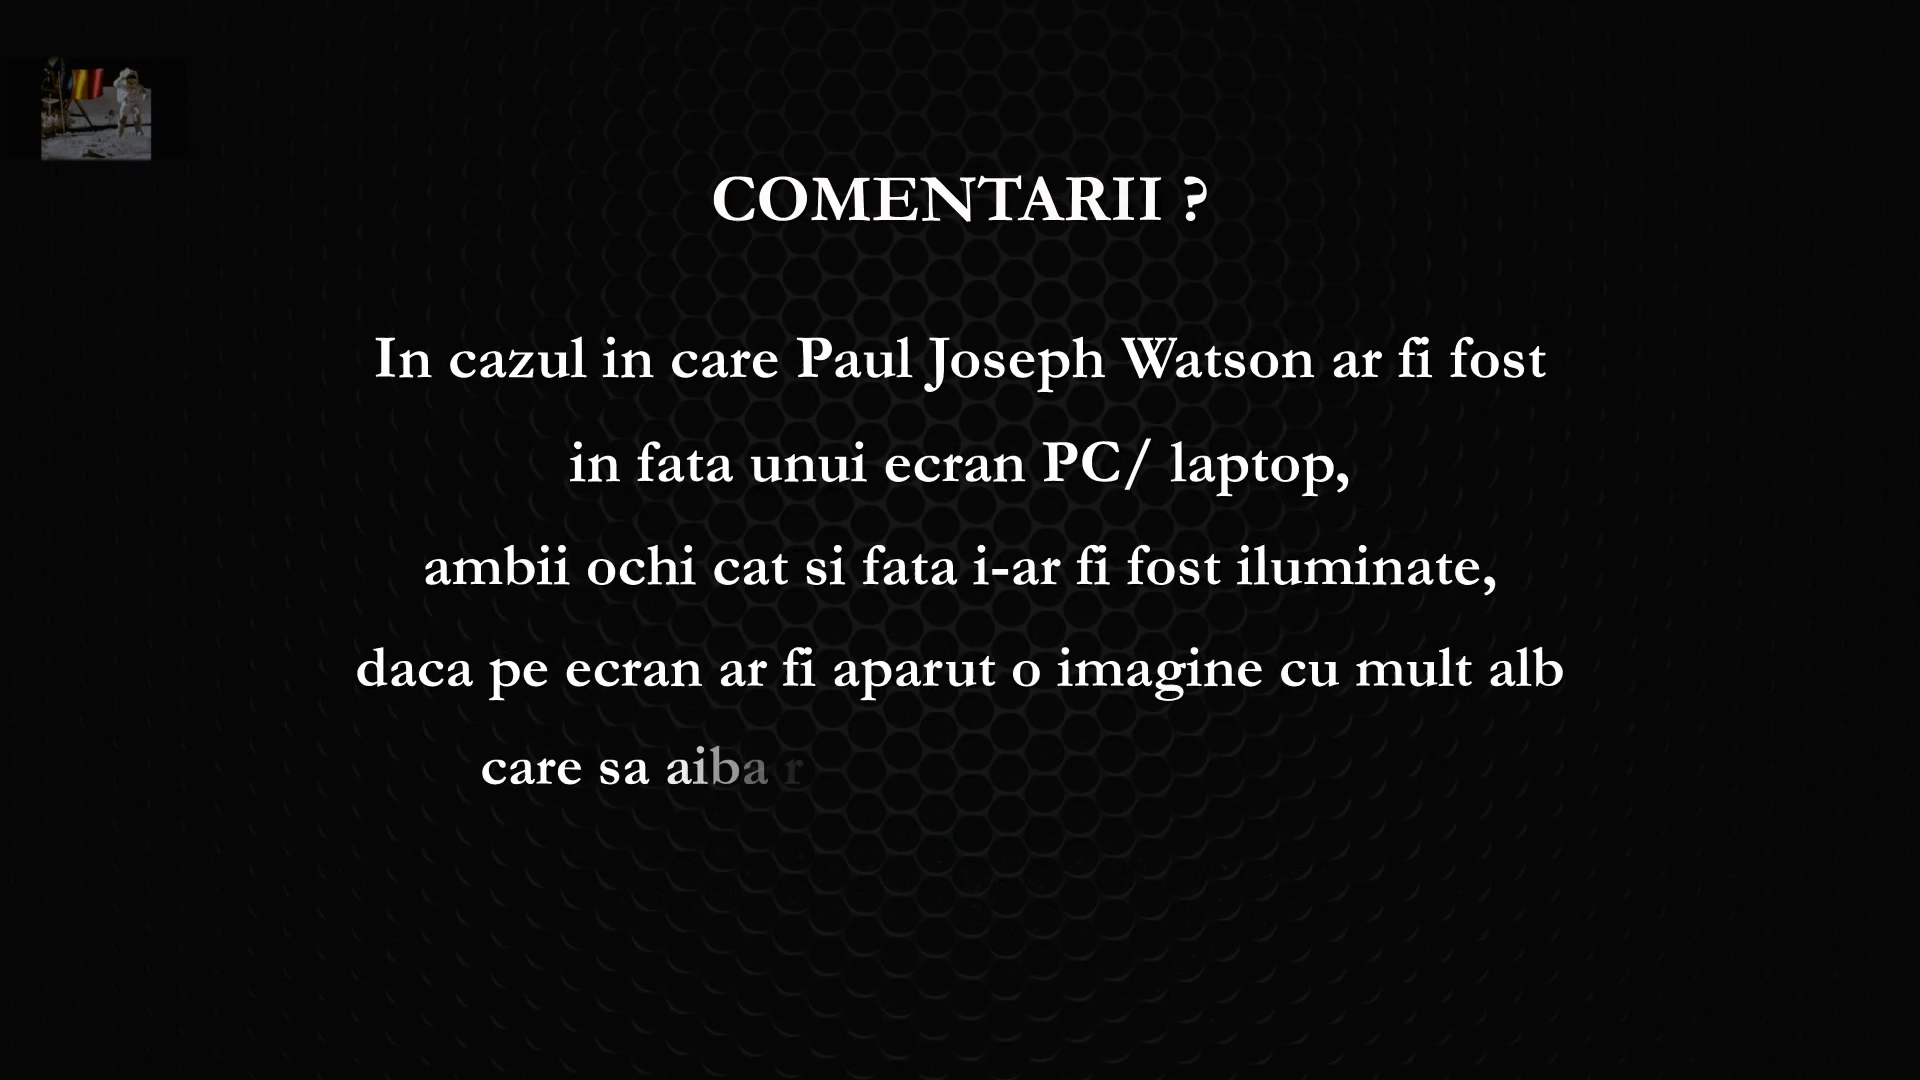 COMENTARII ?
In cazul in care Paul Joseph Watson ar fi fost
in fata unui ecran PC/ laptop,
ambii ochi cat si fata i-ar fi fost iluminate,
daca pe ecran ar fi aparut o imagine cu mult alb
care sa aiba r